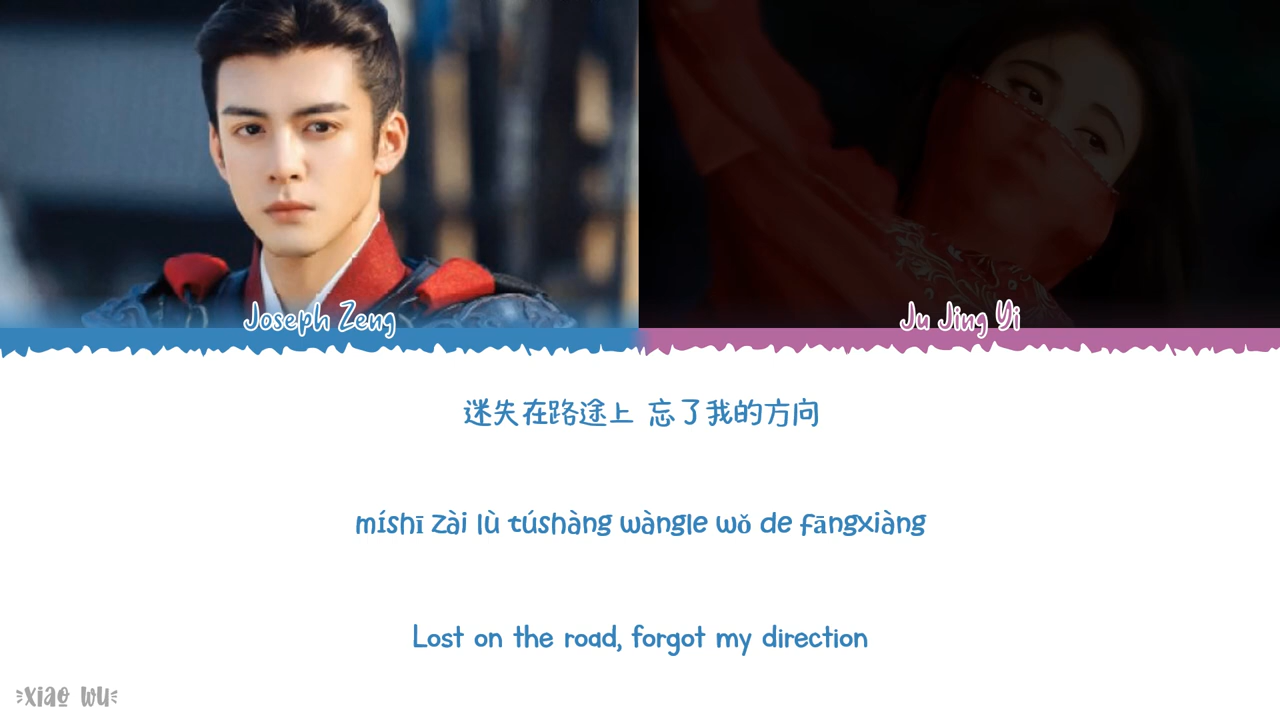 Joseph Zeng
Ju Jing Yi
迷失在路途上 忘了我的方向
míshī zài lù túshàng wàngle wǒ de fāngxiàng
Lost on the road, forgot my direction
xiao wu